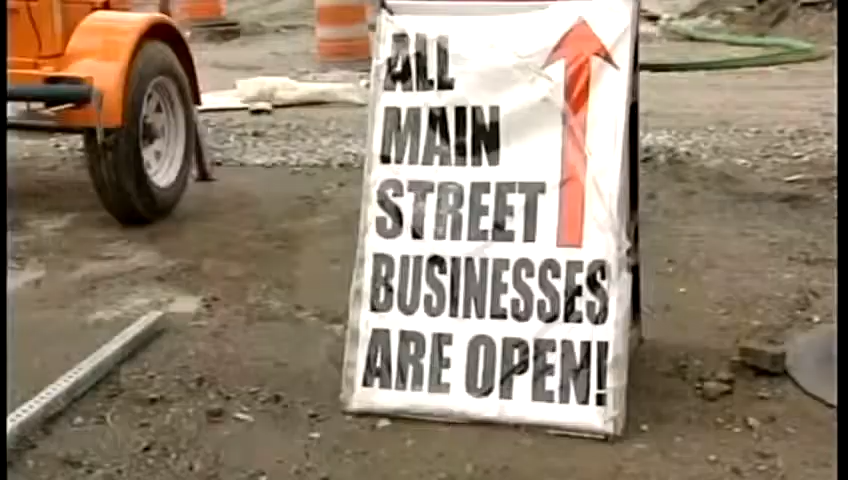 ALL
MAIN
STREET
BUSINESSES
ARE OPEN!